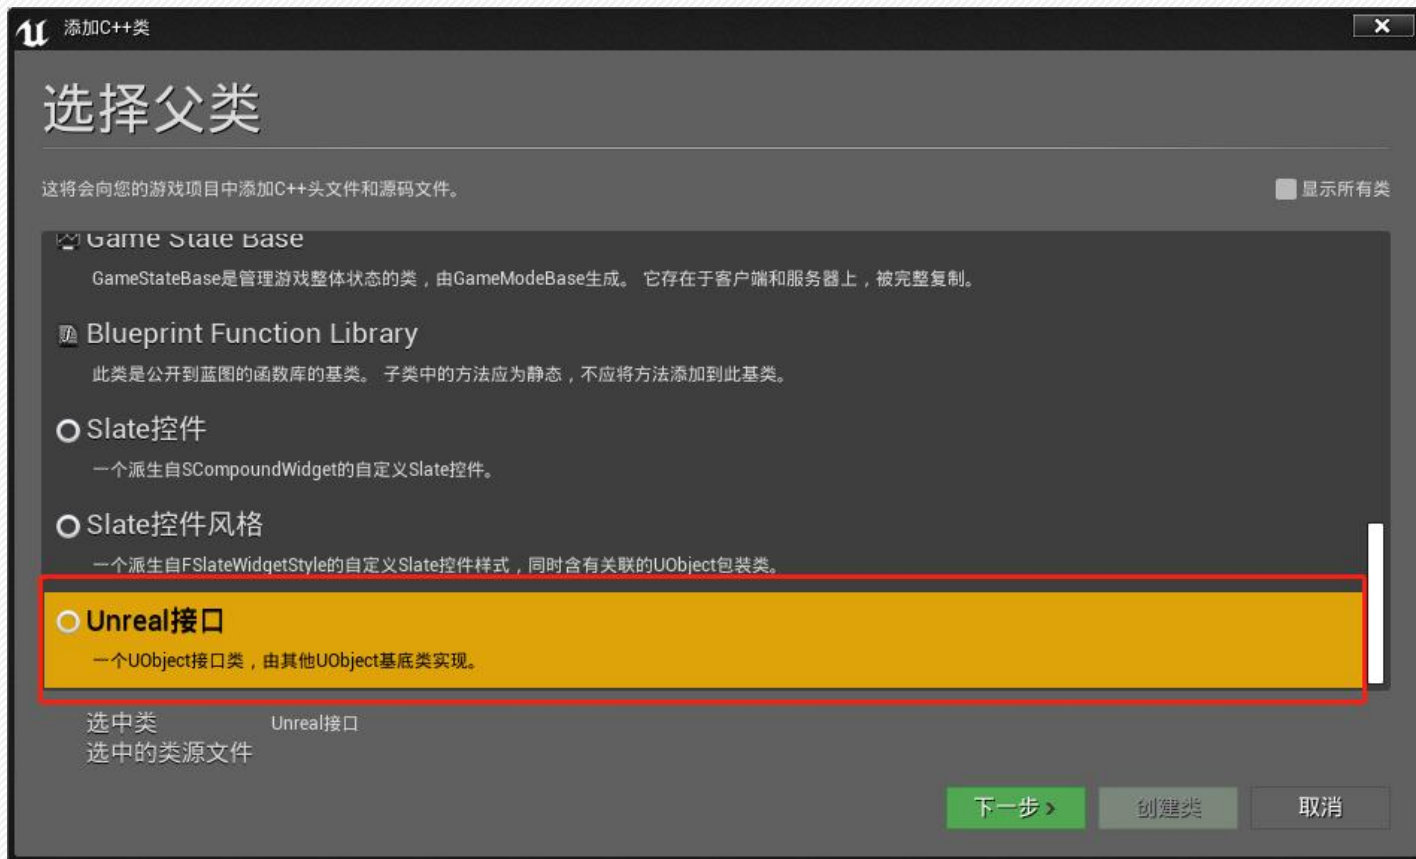 添加C++类
选择父类
这将会向您的游戏项目中添加C++头文件和源码文件。
显示所有类
Game State Base
GameStateBase是管理游戏整体状态的类，由GameModeBase生成。 它存在于客户端和服务器上，被完整复制。
Blueprint Function Library
此类是公开到蓝图的函数库的基类。 子类中的方法应为静态，不应将方法添加到此基类。
Slate控件
一个派生自SCompoundWidget的自定义Slate控件。
Slate控件风格
一个派生自FSlateWidgetStyle的自定义Slate控件样式，同时含有关联的UObject包装类。
Unreal接口
一个UObject接口类，由其他UObject基底类实现。
选中类 Unreal接口
选中的类源文件
下一步 创建类 取消